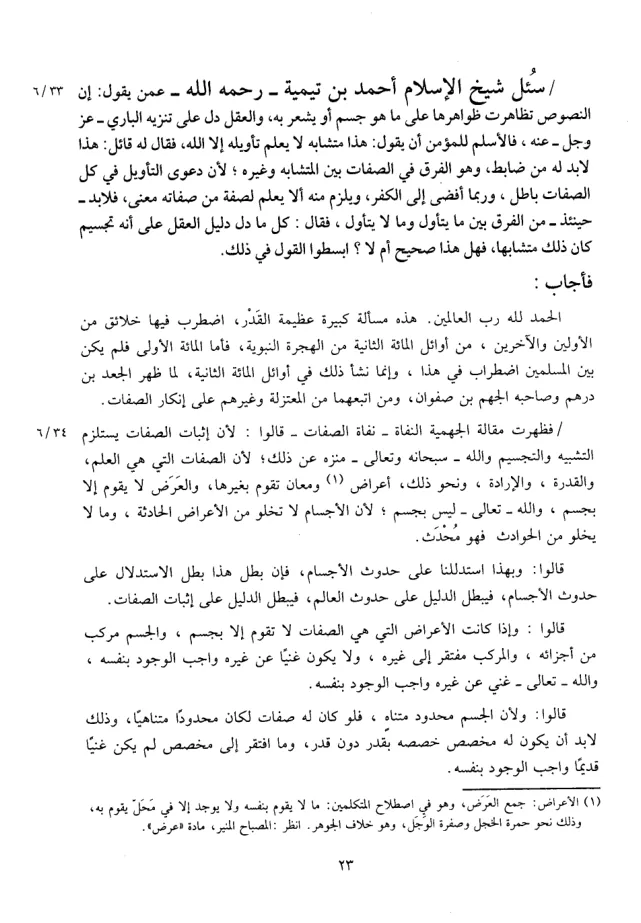 / سُئل شيخ الإسلام أحمد بن تيمية ـ رحمه الله ـ عمن يقول: إن ٦/٣٣
النصوص تظاهرت ظواهرها على ما هو جسم أو يشعر به، والعقل دل على تنزيه الباري ـ عز
وجل ـ عنه ، فالأسلم للمؤمن أن يقول: هذا متشابه لا يعلم تأويله إلا الله، فقال له قائل: هذا
لابد له من ضابط، وهو الفرق في الصفات بين المتشابه وغيره ؛ لأن دعوى التأويل في كل
الصفات باطل ، وربما أفضى إلى الكفر، ويلزم منه ألا يعلم لصفة من صفاته معنى، فلابد ـ
حينئذ ـ من الفرق بين ما يتأول وما لا يتأول ، فقال : كل ما دل دليل العقل على أنه تجسيم
كان ذلك متشابها، فهل هذا صحيح أم لا ؟ ابسطوا القول في ذلك.
فأجاب :
الحمد لله رب العالمين. هذه مسألة كبيرة عظيمة القَدْر، اضطرب فيها خلائق من
الأولين والآخرين ، من أوائل المائة الثانية من الهجرة النبوية، فأما المائة الأولى فلم يكن
بين المسلمين اضطراب في هذا ، وإنما نشأ ذلك في أوائل المائة الثانية، لما ظهر الجعد بن
درهم وصاحبه الجهم بن صفوان، ومن اتبعهما من المعتزلة وغيرهم على إنكار الصفات.
/ فظهرت مقالة الجهمية النفاة ـ نفاة الصفات ـ قالوا : لأن إثبات الصفات يستلزم ٦/٣٤
التشبيه والتجسيم والله ـ سبحانه وتعالى ـ منزه عن ذلك؛ لأن الصفات التي هي العلم،
والقدرة ، والإرادة ، ونحو ذلك، أعراض (١) ومعان تقوم بغيرها، والعَرَض لا يقوم إلا
بجسم ، والله ـ تعالى ـ ليس بجسم ؛ لأن الأجسام لا تخلو من الأعراض الحادثة ، وما لا
يخلو من الحوادث فهو مُحْدَث.
قالوا: وبهذا استدللنا على حدوث الأجسام، فإن بطل هذا بطل الاستدلال على
حدوث الأجسام، فيبطل الدليل على حدوث العالم، فيبطل الدليل على إثبات الصفات.
قالوا : وإذا كانت الأعراض التي هي الصفات لا تقوم إلا بجسم ، والجسم مركب
من أجزائه ، والمركب مفتقر إلى غيره ، ولا يكون غنيًا عن غيره واجب الوجود بنفسه ،
والله ـ تعالى ـ غني عن غيره واجب الوجود بنفسه.
قالوا: ولأن الجسم محدود متناهٍ ، فلو كان له صفات لكان محدودًا متناهيًا، وذلك
لابد أن يكون له مخصص خصصه بقدر دون قدر، وما افتقر إلى مخصص لم يكن غنيًا
قديمًا واجب الوجود بنفسه.
(١) الأعراض: جمع العَرَض، وهو في اصطلاح المتكلمين: ما لا يقوم بنفسه ولا يوجد إلا في مَحَلّ يقوم به،
وذلك نحو حمرة الخجل وصفرة الوَجَل، وهو خلاف الجوهر. انظر :المصباح المنير، مادة «عرض».
٢٣